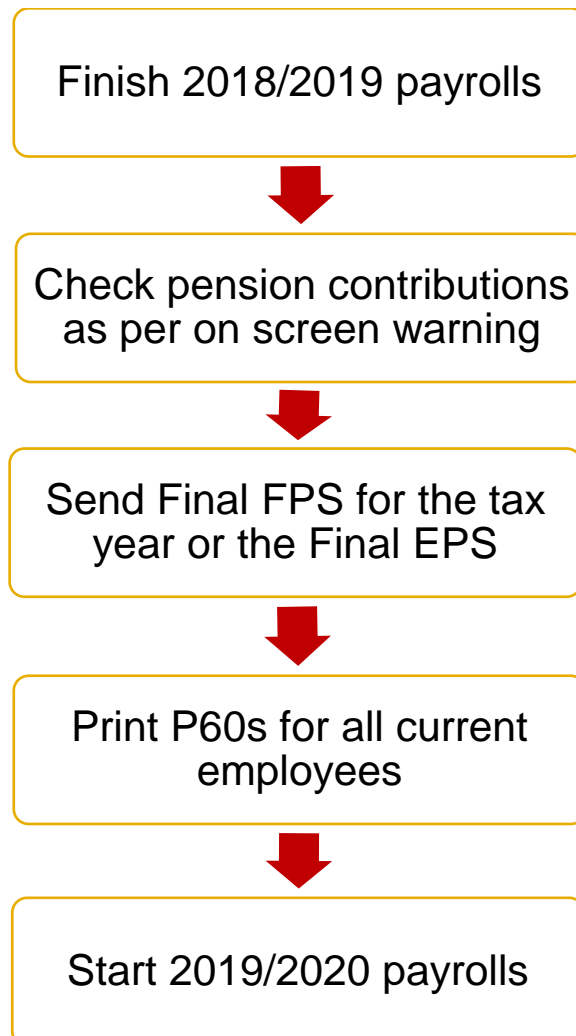 Finish 2018/2019 payrolls
Check pension contributions
as per on screen warning
Send Final FPS for the tax
year or the Final EPS
Print P60s for all current
employees
Start 2019/2020 payrolls